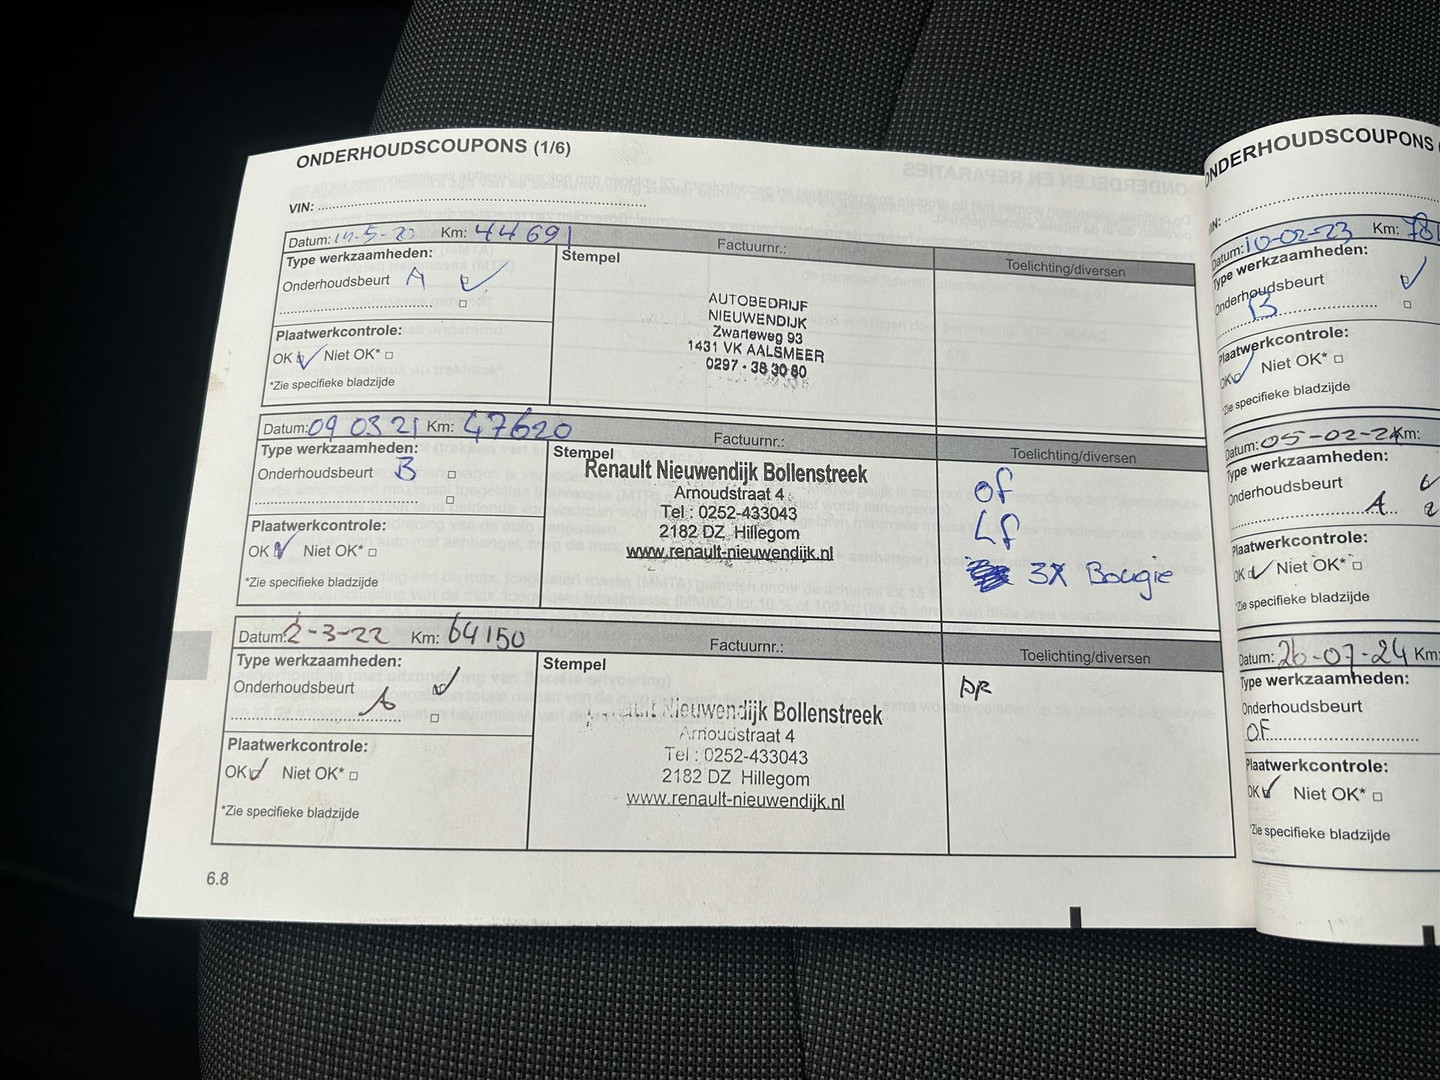 ONDERHOUDSCOUPONS (1/6)
VIN:
Datum: Km: 44691 Factuurnr.: Toelichting/diversen
Type werkzaamheden:
Stempel
Onderhoudsbeurt A
AUTOBEDRIJF
NIEUWENDIJK
Zwarteweg 93
1431 VK AALSMEER
0297 - 38 30 80
Plaatwerkcontrole:
OK Niet OK*
*Zie specifieke bladzijde
Datum: 09 03 21 Km: 47620 Factuurnr.: Toelichting/diversen
Type werkzaamheden:
Stempel
Onderhoudsbeurt B
Renault Nieuwendijk Bollenstreek
Arnoudstraat 4
Tel : 0252-433043
2182 DZ Hillegom
www.renault-nieuwendijk.nl
Of
Lf
3X Bougie
Plaatwerkcontrole:
OK Niet OK*
*Zie specifieke bladzijde
Datum: 2-3-22 Km: 64150 Factuurnr.: Toelichting/diversen
Type werkzaamheden:
Stempel
Onderhoudsbeurt
Nieuwendijk Bollenstreek
Arnoudstraat 4
Tel : 0252-433043
2182 DZ Hillegom
www.renault-nieuwendijk.nl
Plaatwerkcontrole:
OK Niet OK*
*Zie specifieke bladzijde
6.8
ONDERHOUDSCOUPONS
Datum: 10-02-23 Km: 781
Type werkzaamheden:
Onderhoudsbeurt
B
Plaatwerkcontrole:
OK Niet OK*
*Zie specifieke bladzijde
Datum: 05-02-24 Km:
Type werkzaamheden:
Onderhoudsbeurt
A
Plaatwerkcontrole:
OK Niet OK*
*Zie specifieke bladzijde
Datum: 26-07-24 Km:
Type werkzaamheden:
Onderhoudsbeurt
OF
Plaatwerkcontrole:
OK Niet OK*
*Zie specifieke bladzijde